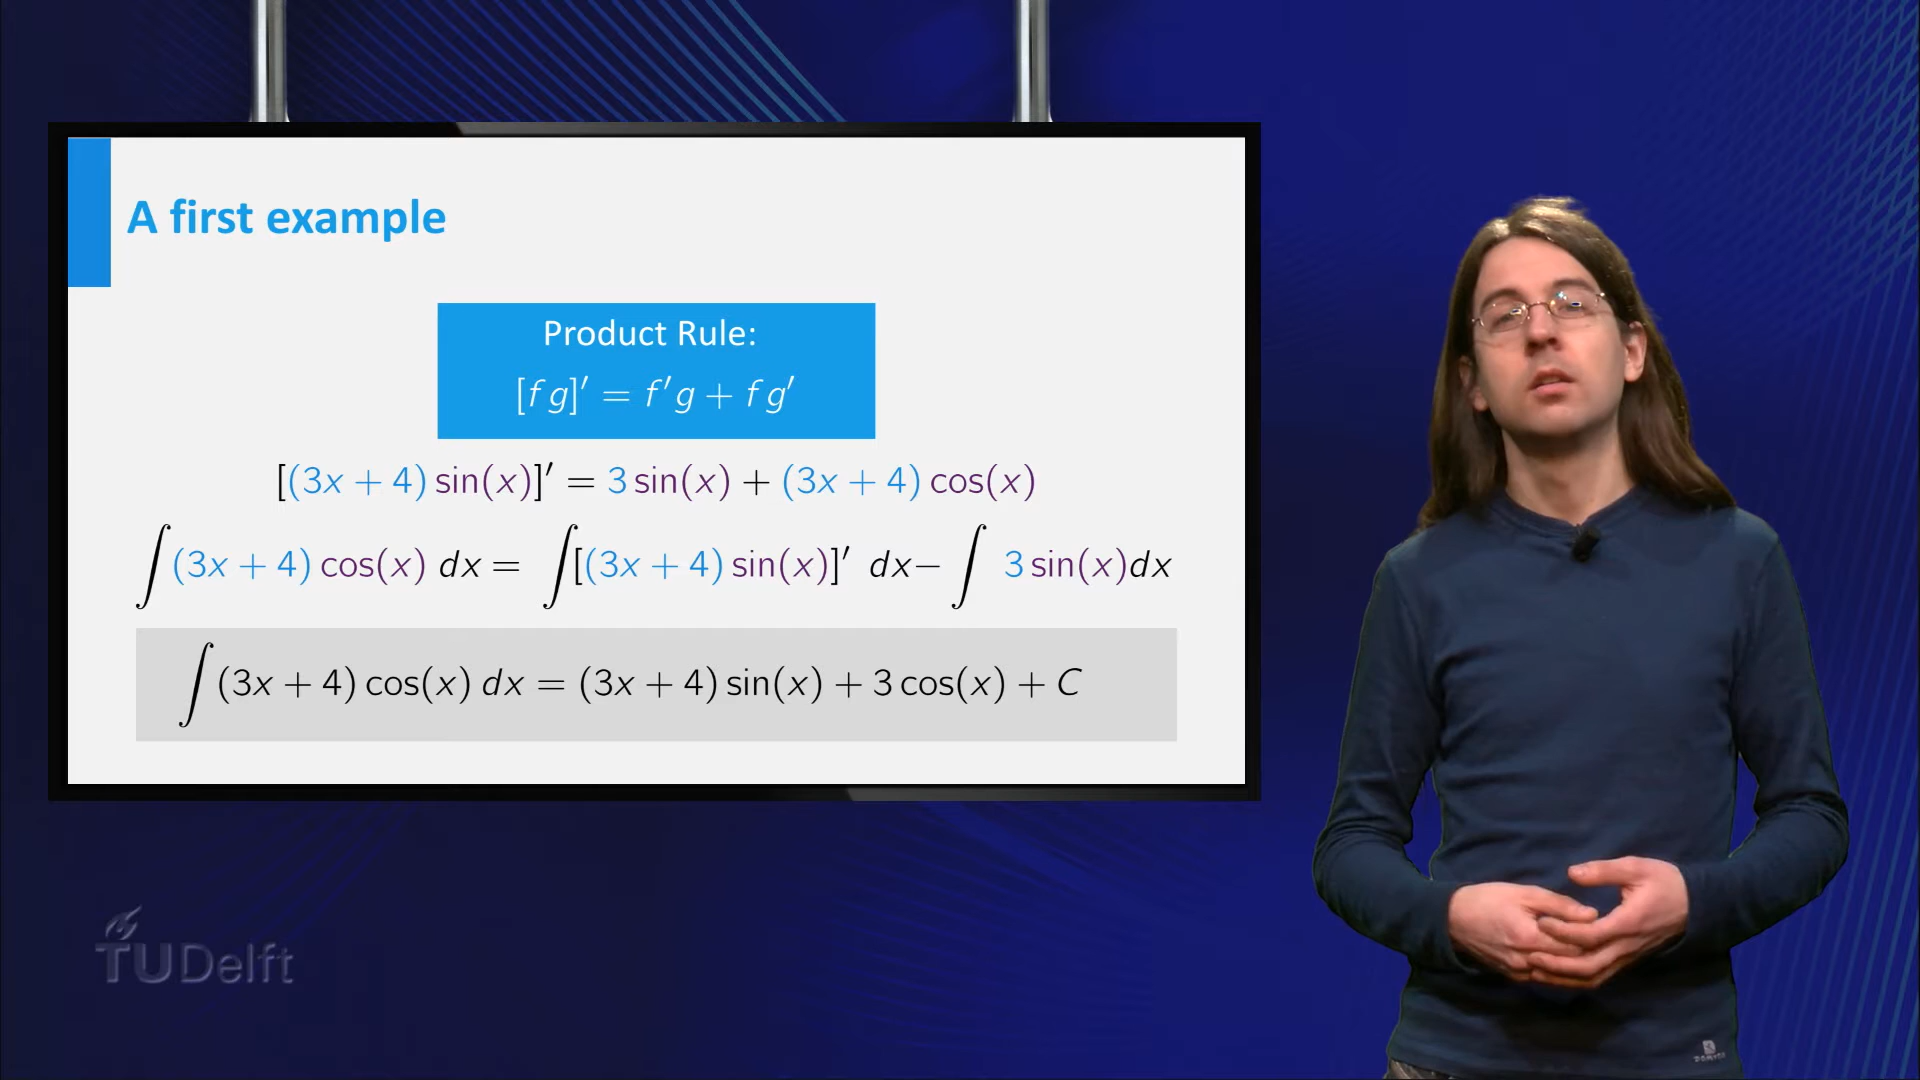 A first example
Product Rule:
[f g]′ = f′g + f g′
[(3x + 4) sin(x)]′ = 3 sin(x) + (3x + 4) cos(x)
∫(3x + 4) cos(x) dx = ∫[(3x + 4) sin(x)]′ dx− ∫ 3 sin(x)dx
∫(3x + 4) cos(x) dx = (3x + 4) sin(x) + 3 cos(x) + C
TUDelft